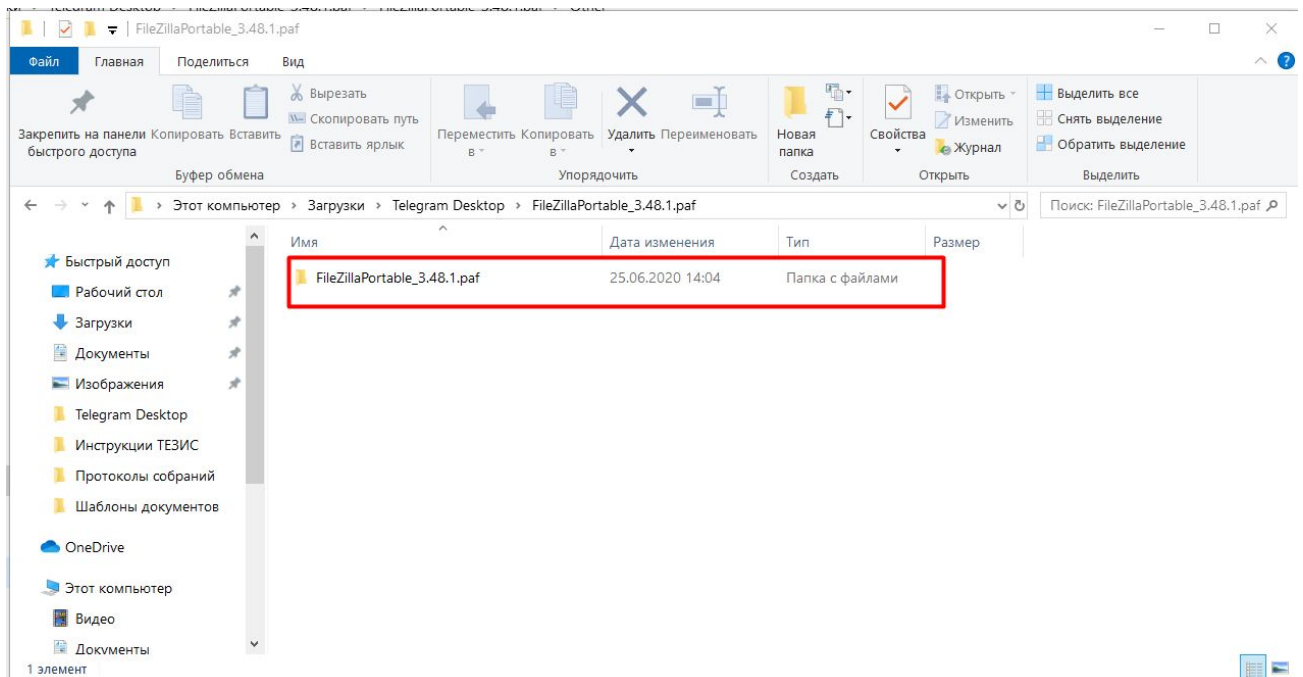 FileZillaPortable_3.48.1.paf
Файл Главная Поделиться Вид
Закрепить на панели быстрого доступа
Копировать
Вставить
Вырезать
Скопировать путь
Вставить ярлык
Буфер обмена
Переместить в
Копировать в
Удалить
Переименовать
Упорядочить
Новая папка
Создать
Свойства
Открыть
Изменить
Журнал
Открыть
Выделить все
Снять выделение
Обратить выделение
Выделить
Этот компьютер › Загрузки › Telegram Desktop › FileZillaPortable_3.48.1.paf
Поиск: FileZillaPortable_3.48.1.paf
Имя Дата изменения Тип Размер
FileZillaPortable_3.48.1.paf 25.06.2020 14:04 Папка с файлами
Быстрый доступ
Рабочий стол
Загрузки
Документы
Изображения
Telegram Desktop
Инструкции ТЕЗИС
Протоколы собраний
Шаблоны документов
OneDrive
Этот компьютер
Видео
Документы
1 элемент